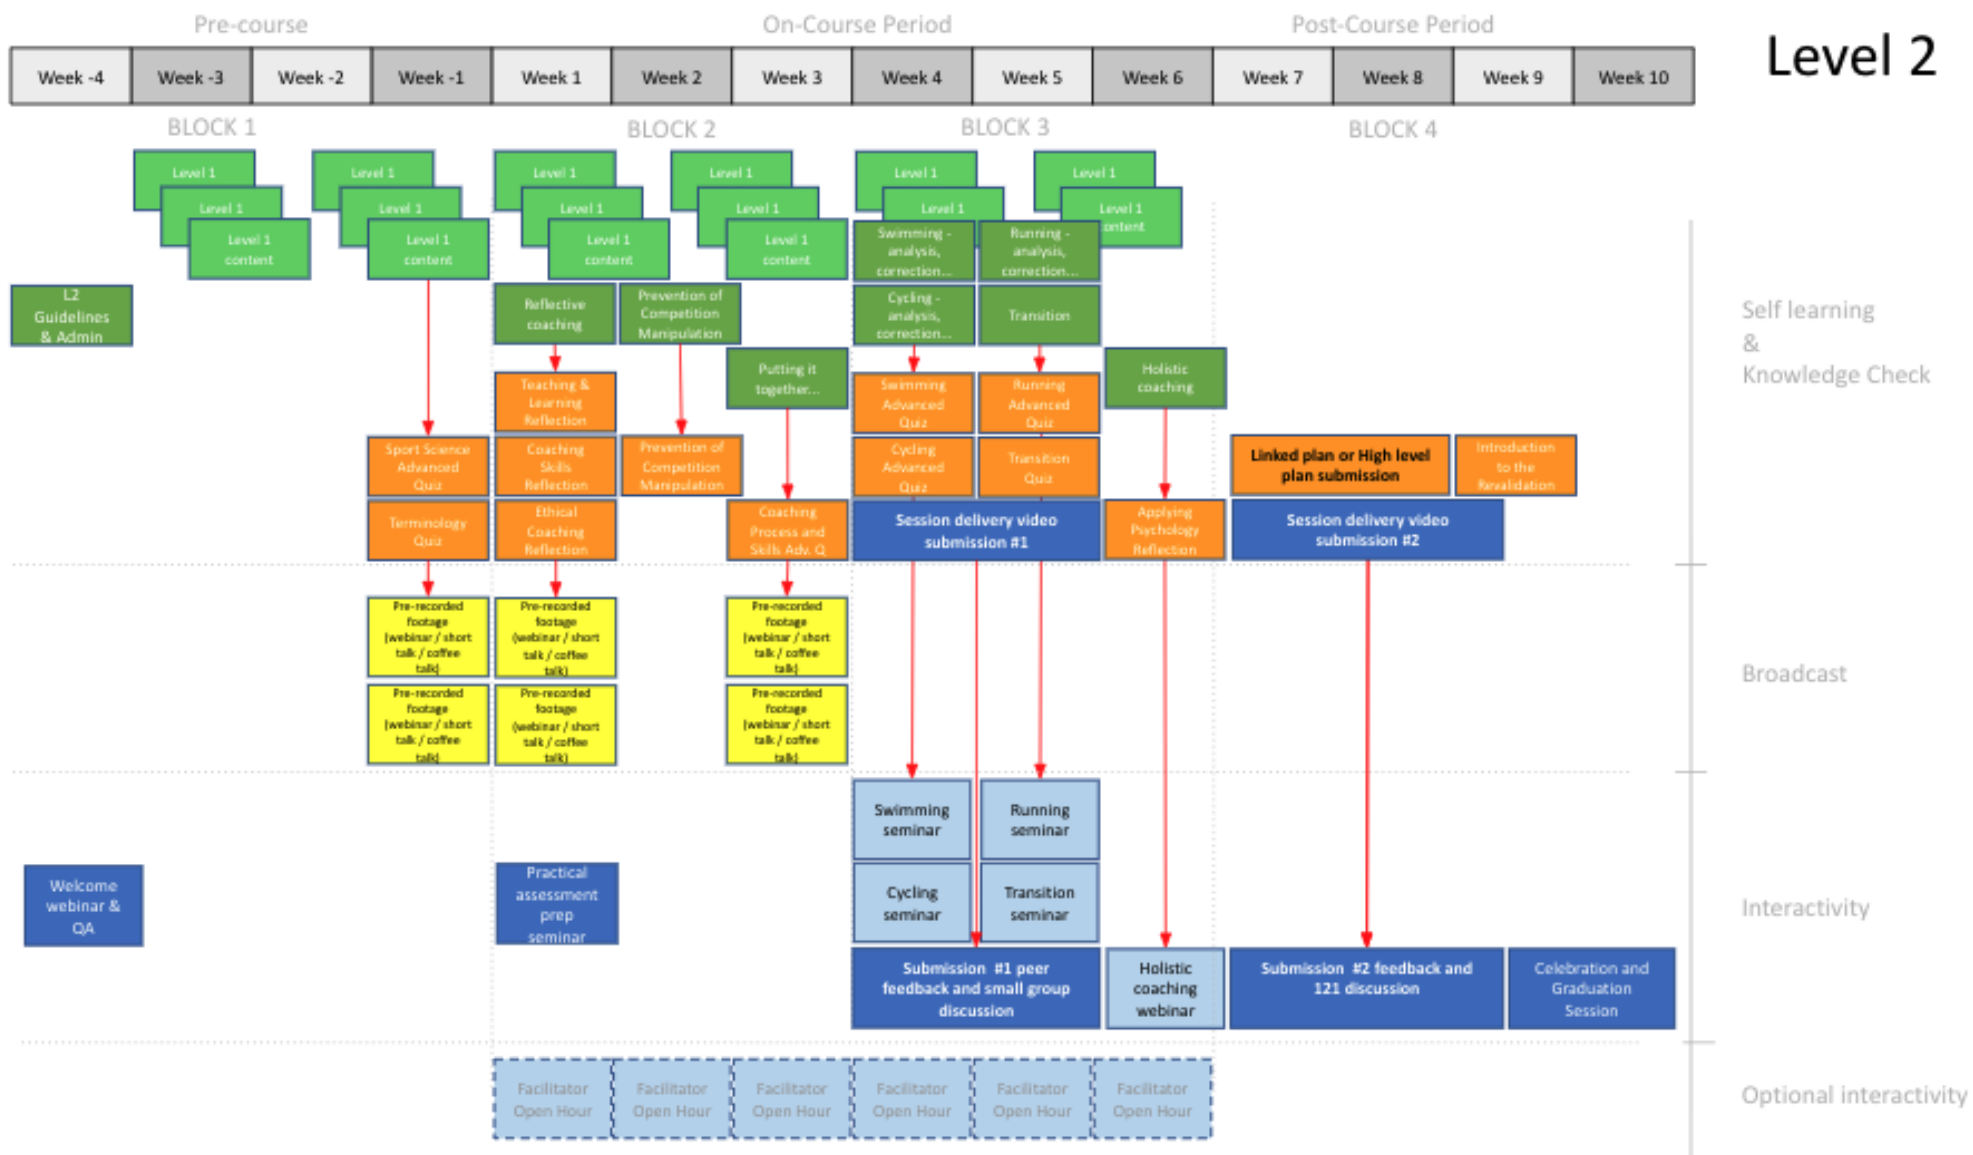 Pre-course
On-Course Period
Post-Course Period
Level 2
Week -4
Week -3
Week -2
Week -1
Week 1
Week 2
Week 3
Week 4
Week 5
Week 6
Week 7
Week 8
Week 9
Week 10
BLOCK 1
BLOCK 2
BLOCK 3
BLOCK 4
Level 1
Level 1
Level 1
content
Level 1
Level 1
Level 1
content
Level 1
Level 1
Level 1
content
Level 1
Level 1
Level 1
content
Level 1
Level 1
Level 1
Level 1
ontent
Swimming -
analysis,
correction...
Running -
analysis,
correction...
L2
Guidelines
& Admin
Reflective
coaching
Prevention of
Competition
Manipulation
Cycling -
analysis,
correction...
Transition
Putting it
together...
Holistic
coaching
Self learning
&
Knowledge Check
Teaching &
Learning
Reflection
Swimming
Advanced
Quiz
Running
Advanced
Quiz
Sport Science
Advanced
Quiz
Coaching
Skills
Reflection
Prevention of
Competition
Manipulation
Cycling
Advanced
Quiz
Transition
Quiz
Linked plan or High level
plan submission
Introduction
to the
Revalidation
Terminology
Quiz
Ethical
Coaching
Reflection
Coaching
Process and
Skills Adv. Q
Session delivery video
submission #1
Applying
Psychology
Reflection
Session delivery video
submission #2
Pre-recorded
footage
(webinar / short
talk / coffee
talk)
Pre-recorded
footage
(webinar / short
talk / coffee
talk)
Pre-recorded
footage
(webinar / short
talk / coffee
talk)
Pre-recorded
footage
(webinar / short
talk / coffee
talk)
Pre-recorded
footage
(webinar / short
talk / coffee
talk)
Pre-recorded
footage
(webinar / short
talk / coffee
talk)
Broadcast
Swimming
seminar
Running
seminar
Welcome
webinar &
QA
Practical
assessment
prep
seminar
Cycling
seminar
Transition
seminar
Interactivity
Submission #1 peer
feedback and small group
discussion
Holistic
coaching
webinar
Submission #2 feedback and
121 discussion
Celebration and
Graduation
Session
Facilitator
Open Hour
Facilitator
Open Hour
Facilitator
Open Hour
Facilitator
Open Hour
Facilitator
Open Hour
Facilitator
Open Hour
Optional interactivity